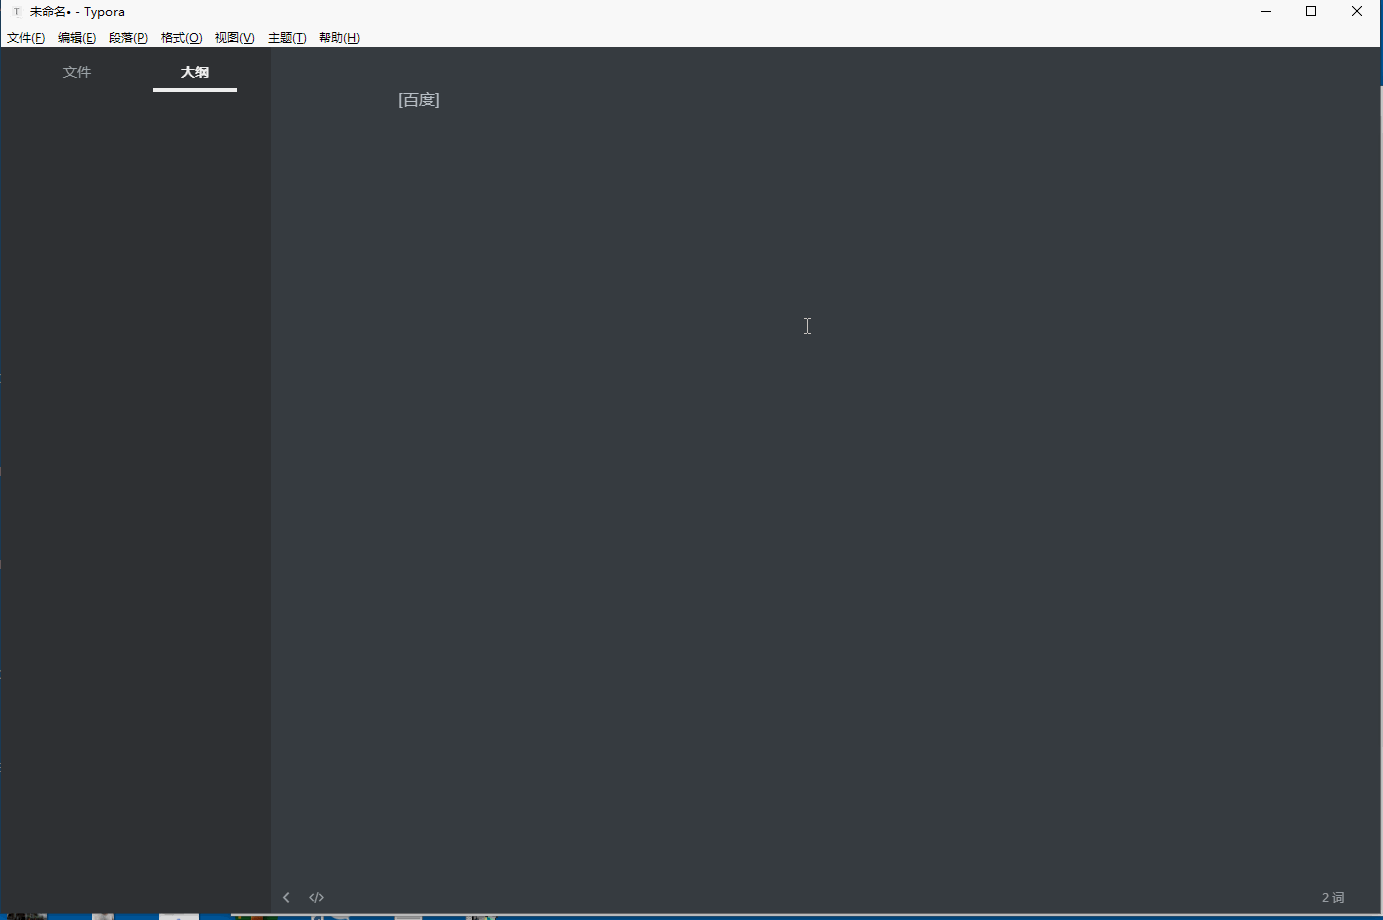 未命名• - Typora
文件(F) 编辑(E) 段落(P) 格式(O) 视图(V) 主题(T) 帮助(H)
文件 大纲
[百度]
2 词